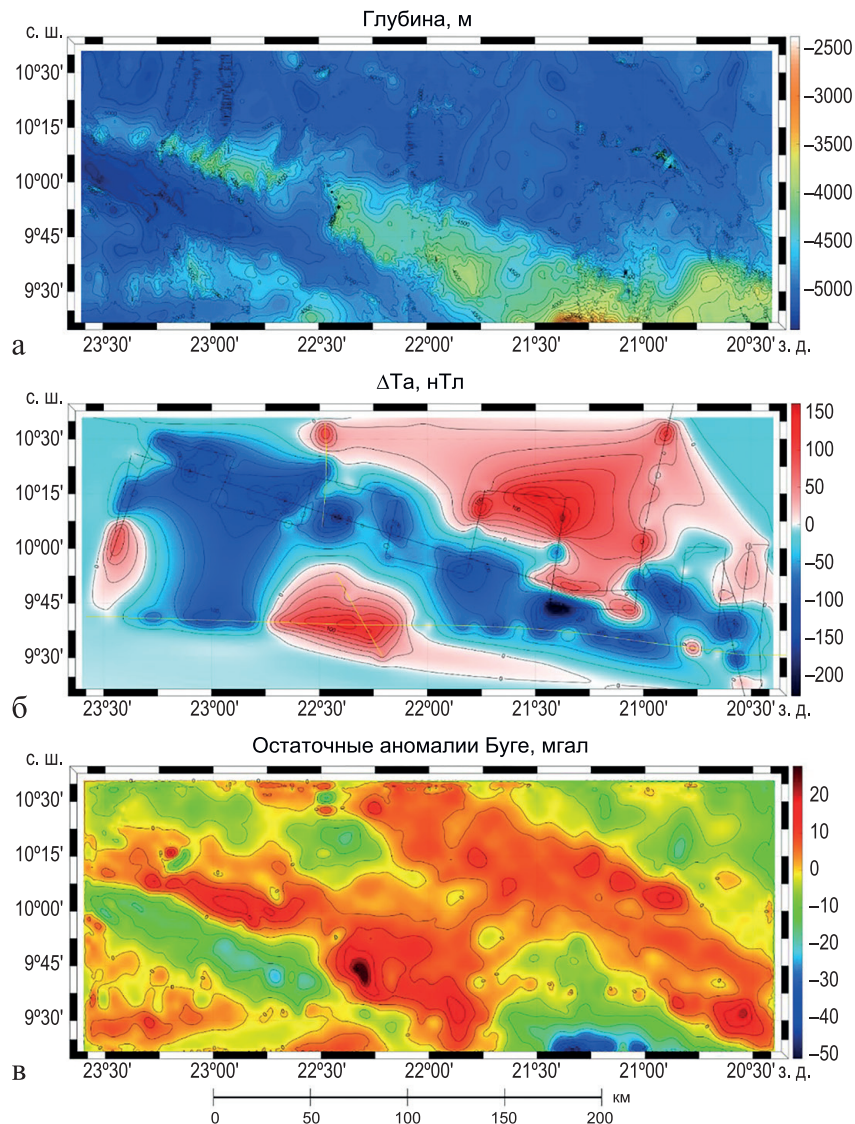 Глубина, м
с. ш.
10°30'
10°15'
10°00'
9°45'
9°30'
–2500
–3000
–3500
–4000
–4500
–5000
а
23°30' 23°00' 22°30' 22°00' 21°30' 21°00' 20°30' з. д.
ΔTa, нТл
с. ш.
10°30'
10°15'
10°00'
9°45'
9°30'
150
100
50
0
–50
–100
–150
–200
б
23°30' 23°00' 22°30' 22°00' 21°30' 21°00' 20°30' з. д.
Остаточные аномалии Буге, мгал
с. ш.
10°30'
10°15'
10°00'
9°45'
9°30'
20
10
0
–10
–20
–30
–40
–50
в
23°30' 23°00' 22°30' 22°00' 21°30' 21°00' 20°30' з. д.
км
0 50 100 150 200